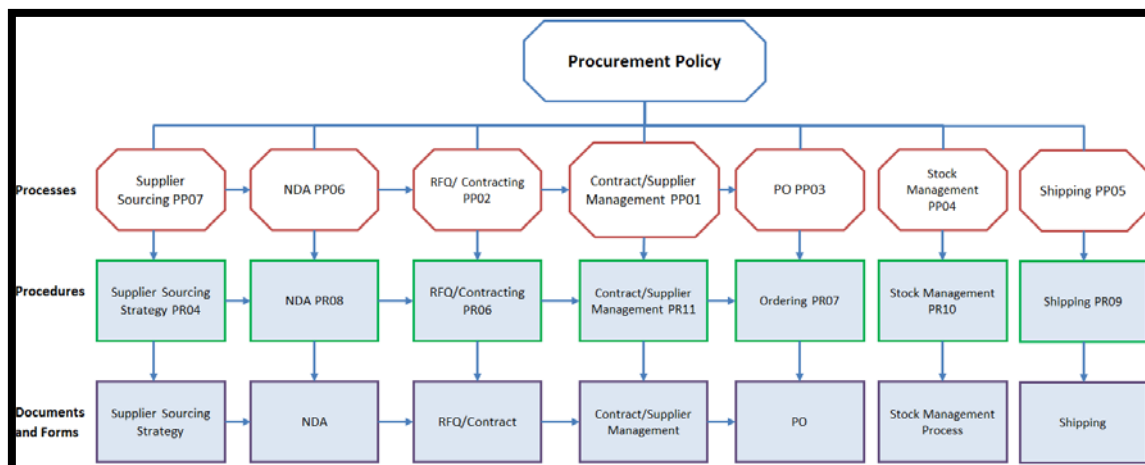 Procurement Policy
Processes
Supplier
Sourcing PP07
NDA PP06
RFQ/ Contracting
PP02
Contract/Supplier
Management PP01
PO PP03
Stock
Management
PP04
Shipping PP05
Procedures
Supplier Sourcing
Strategy PR04
NDA PR08
RFQ/Contracting
PR06
Contract/Supplier
Management PR11
Ordering PR07
Stock Management
PR10
Shipping PR09
Documents
and Forms
Supplier Sourcing
Strategy
NDA
RFQ/Contract
Contract/Supplier
Management
PO
Stock Management
Process
Shipping